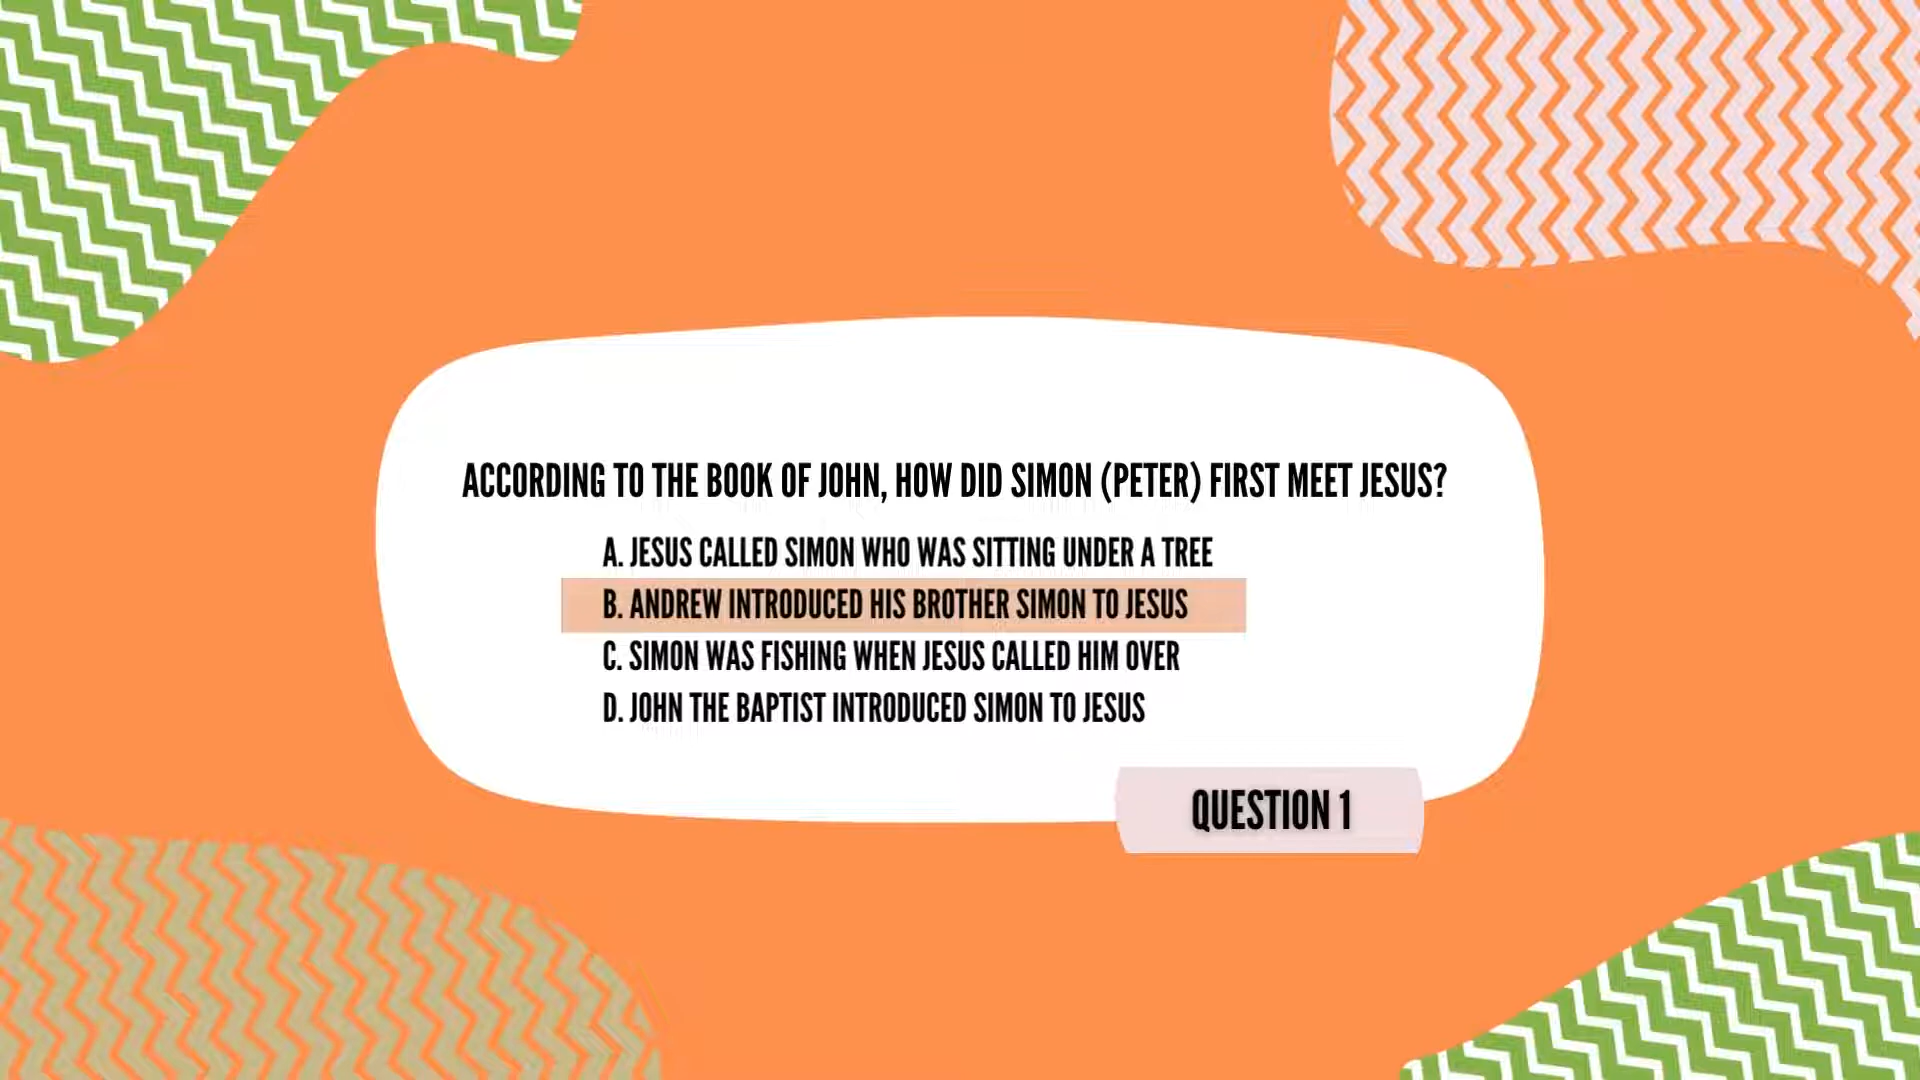 ACCORDING TO THE BOOK OF JOHN, HOW DID SIMON (PETER) FIRST MEET JESUS?
A. JESUS CALLED SIMON WHO WAS SITTING UNDER A TREE
B. ANDREW INTRODUCED HIS BROTHER SIMON TO JESUS
C. SIMON WAS FISHING WHEN JESUS CALLED HIM OVER
D. JOHN THE BAPTIST INTRODUCED SIMON TO JESUS
QUESTION 1